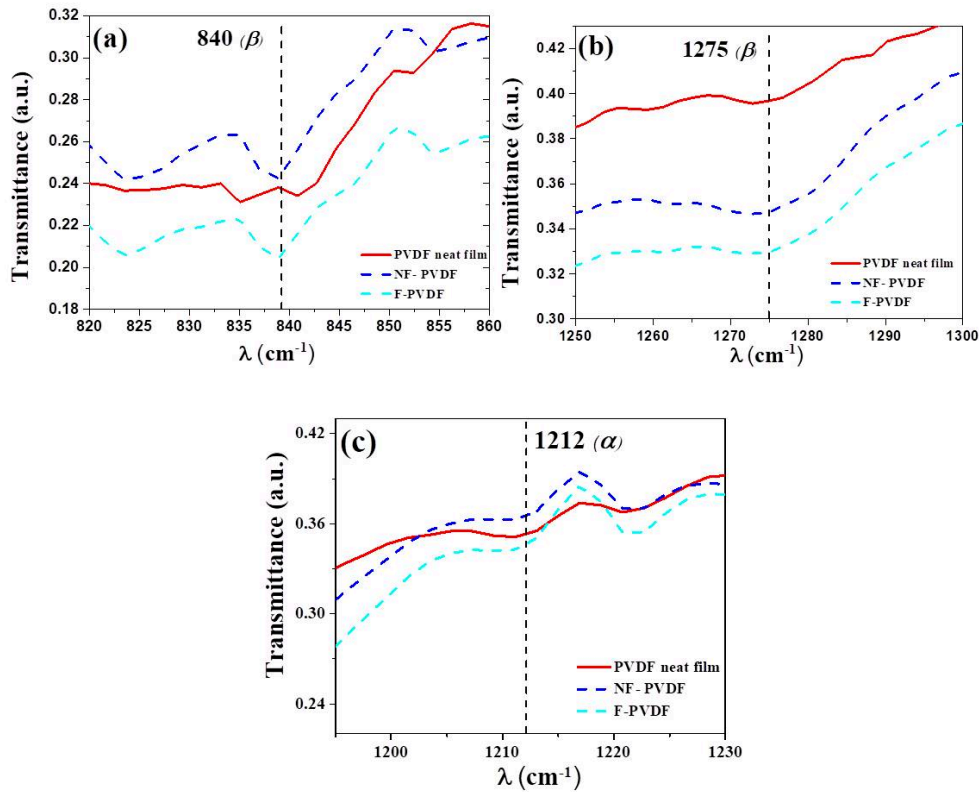 (a)
840 (β)
Transmittance (a.u.)
0.32
0.30
0.28
0.26
0.24
0.22
0.20
0.18
PVDF neat film
NF- PVDF
F-PVDF
820 825 830 835 840 845 850 855 860
λ (cm⁻¹)
(b)
1275 (β)
Transmittance (a.u.)
0.42
0.40
0.38
0.36
0.34
0.32
0.30
PVDF neat film
NF- PVDF
F-PVDF
1250 1260 1270 1280 1290 1300
λ (cm⁻¹)
(c)
1212 (α)
Transmittance (a.u.)
0.42
0.36
0.30
0.24
PVDF neat film
NF- PVDF
F-PVDF
1200 1210 1220 1230
λ (cm⁻¹)